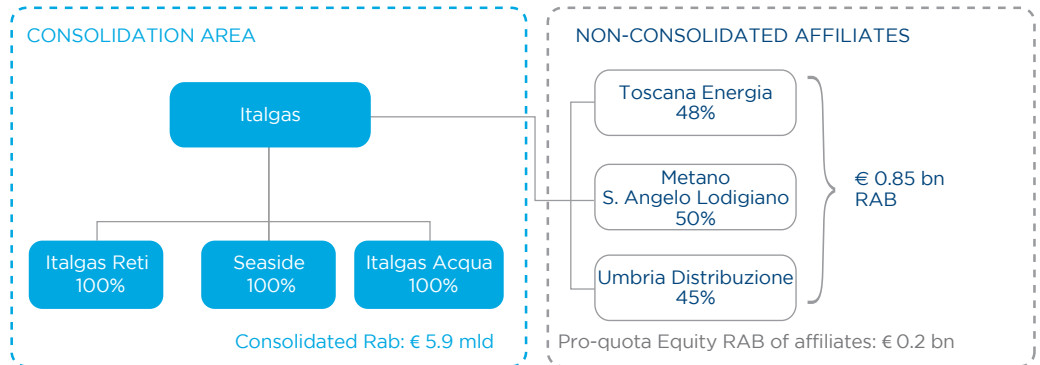 CONSOLIDATION AREA
Italgas
Italgas Reti
100%
Seaside
100%
Italgas Acqua
100%
Consolidated Rab: € 5.9 mld
NON-CONSOLIDATED AFFILIATES
Toscana Energia
48%
Metano
S. Angelo Lodigiano
50%
Umbria Distribuzione
45%
€ 0.85 bn
RAB
Pro-quota Equity RAB of affiliates: € 0.2 bn